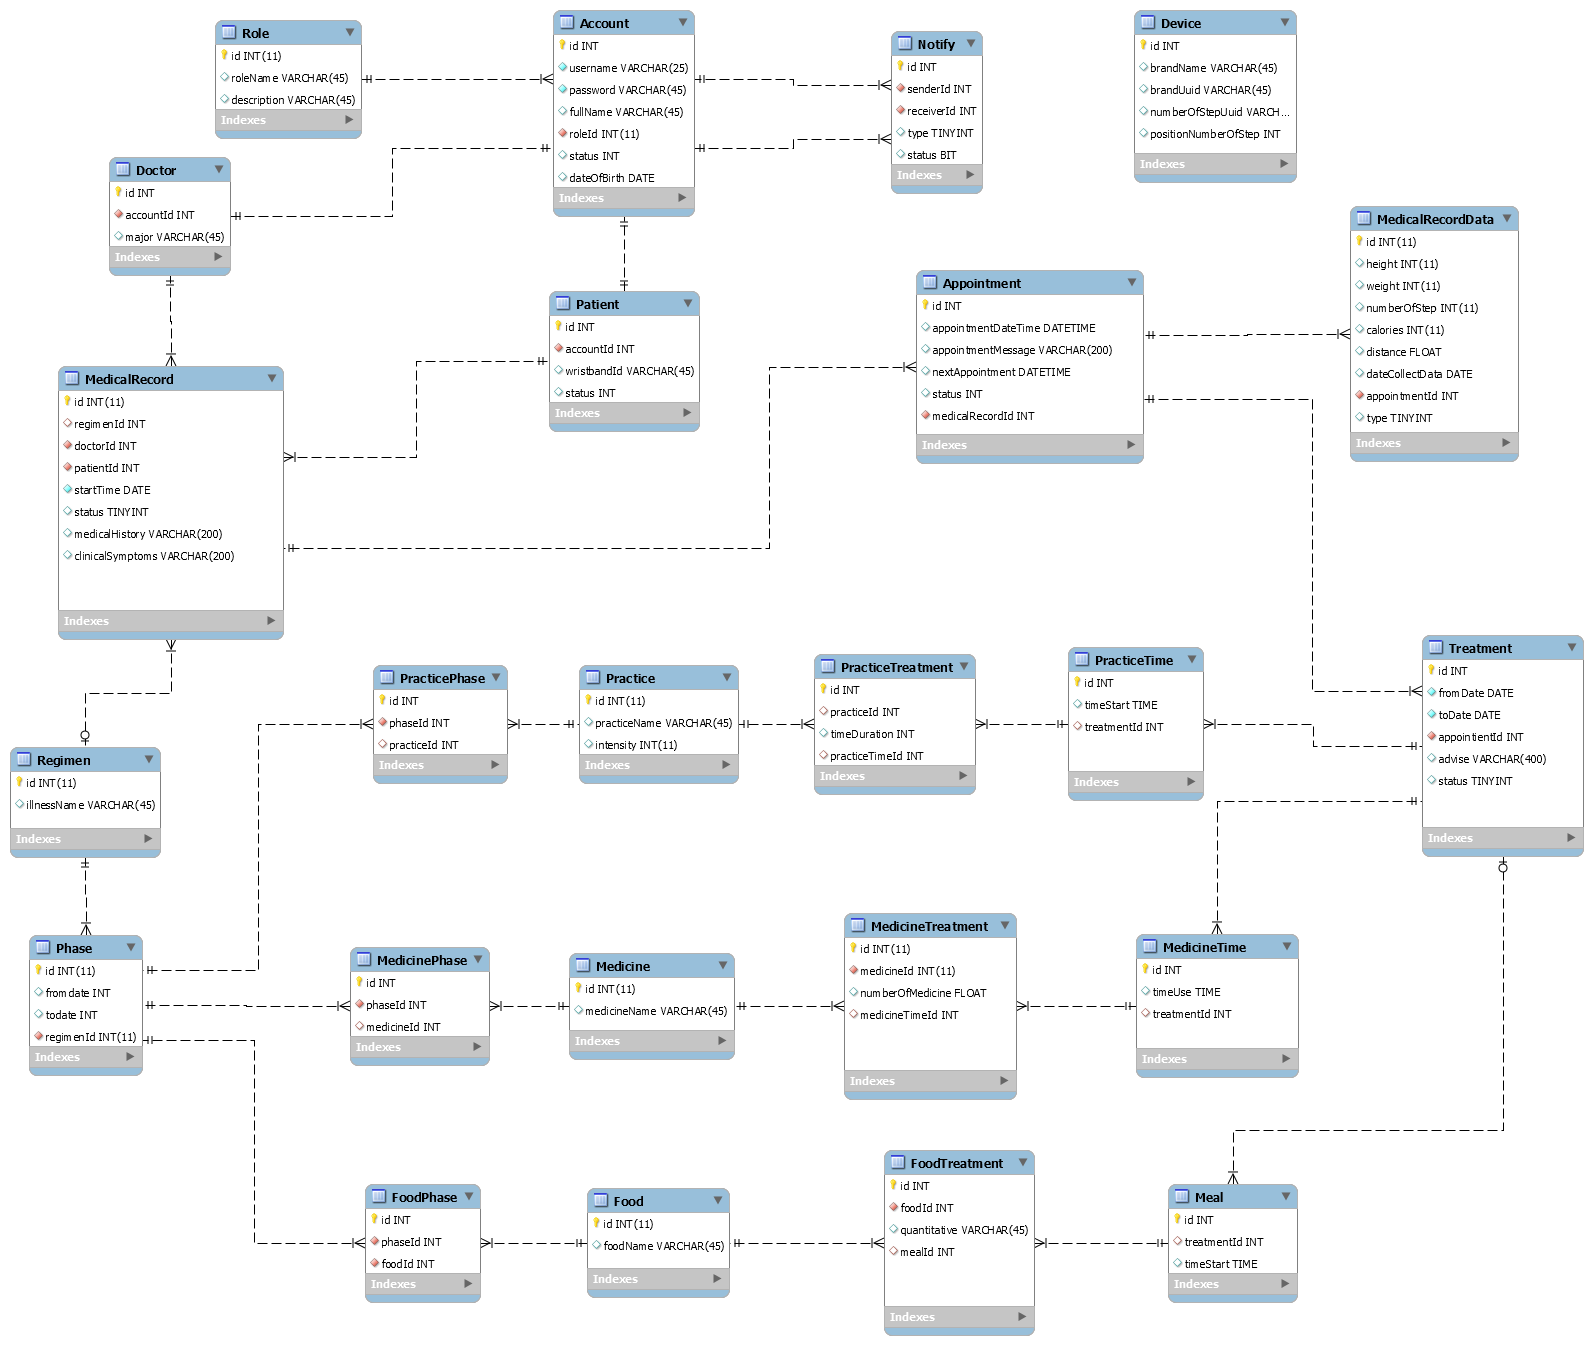 Role
id INT(11)
roleName VARCHAR(45)
description VARCHAR(45)
Indexes
Account
id INT
username VARCHAR(25)
password VARCHAR(45)
fullName VARCHAR(45)
roleId INT(11)
status INT
dateOfBirth DATE
Indexes
Notify
id INT
senderId INT
receiverId INT
type TINYINT
status BIT
Indexes
Device
id INT
brandName VARCHAR(45)
brandUuid VARCHAR(45)
numberOfStepUuid VARCH...
positionNumberOfStep INT
Indexes
Doctor
id INT
accountId INT
major VARCHAR(45)
Indexes
Patient
id INT
accountId INT
wristbandId VARCHAR(45)
status INT
Indexes
Appointment
id INT
appointmentDateTime DATETIME
appointmentMessage VARCHAR(200)
nextAppointment DATETIME
status INT
medicalRecordId INT
Indexes
MedicalRecordData
id INT(11)
height INT(11)
weight INT(11)
numberOfStep INT(11)
calories INT(11)
distance FLOAT
dateCollectData DATE
appointmentId INT
type TINYINT
Indexes
MedicalRecord
id INT(11)
regimenId INT
doctorId INT
patientId INT
startTime DATE
status TINYINT
medicalHistory VARCHAR(200)
clinicalSymptoms VARCHAR(200)
Indexes
PracticePhase
id INT
phaseId INT
practiceId INT
Indexes
Practice
id INT(11)
practiceName VARCHAR(45)
intensity INT(11)
Indexes
PracticeTreatment
id INT
practiceId INT
timeDuration INT
practiceTimeId INT
Indexes
PracticeTime
id INT
timeStart TIME
treatmentId INT
Indexes
Treatment
id INT
fromDate DATE
toDate DATE
appointientId INT
advise VARCHAR(400)
status TINYINT
Indexes
Regimen
id INT(11)
illnessName VARCHAR(45)
Indexes
Phase
id INT(11)
fromdate INT
todate INT
regimenId INT(11)
Indexes
MedicinePhase
id INT
phaseId INT
medicineId INT
Indexes
Medicine
id INT(11)
medicineName VARCHAR(45)
Indexes
MedicineTreatment
id INT(11)
medicineId INT(11)
numberOfMedicine FLOAT
medicineTimeId INT
Indexes
MedicineTime
id INT
timeUse TIME
treatmentId INT
Indexes
FoodPhase
id INT
phaseId INT
foodId INT
Indexes
Food
id INT(11)
foodName VARCHAR(45)
Indexes
FoodTreatment
id INT
foodId INT
quantitative VARCHAR(45)
mealId INT
Indexes
Meal
id INT
treatmentId INT
timeStart TIME
Indexes